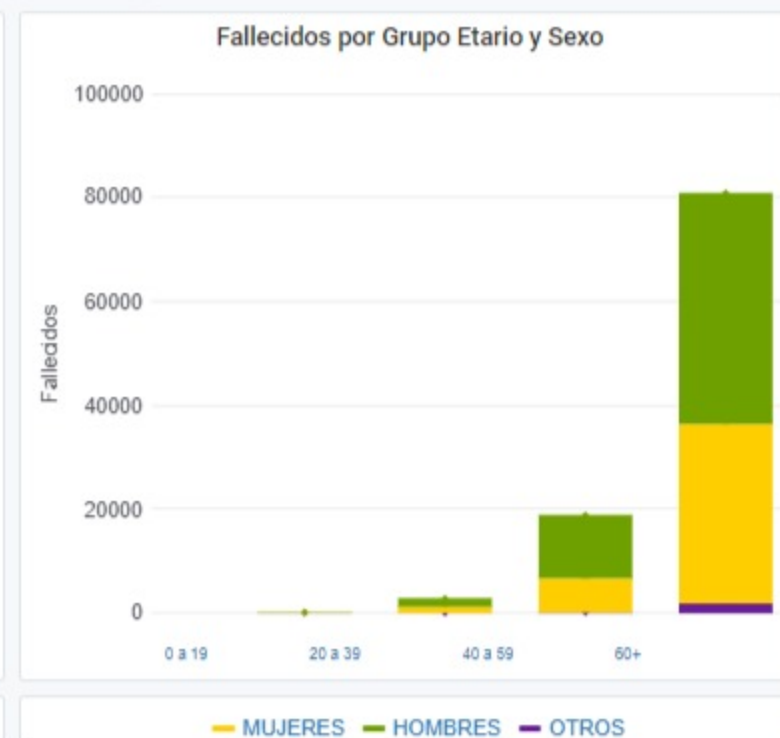 Fallecidos por Grupo Etario y Sexo
100000
80000
60000
40000
20000
0
Fallecidos
0 a 19 20 a 39 40 a 59 60+
MUJERES HOMBRES OTROS